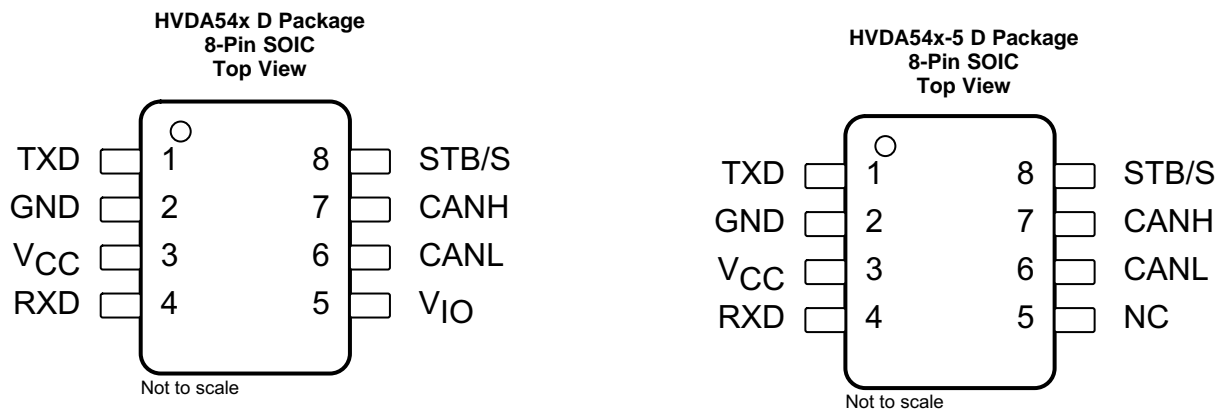 HVDA54x D Package
8-Pin SOIC
Top View
TXD 1 8 STB/S
GND 2 7 CANH
VCC 3 6 CANL
RXD 4 5 VIO
Not to scale
HVDA54x-5 D Package
8-Pin SOIC
Top View
TXD 1 8 STB/S
GND 2 7 CANH
VCC 3 6 CANL
RXD 4 5 NC
Not to scale